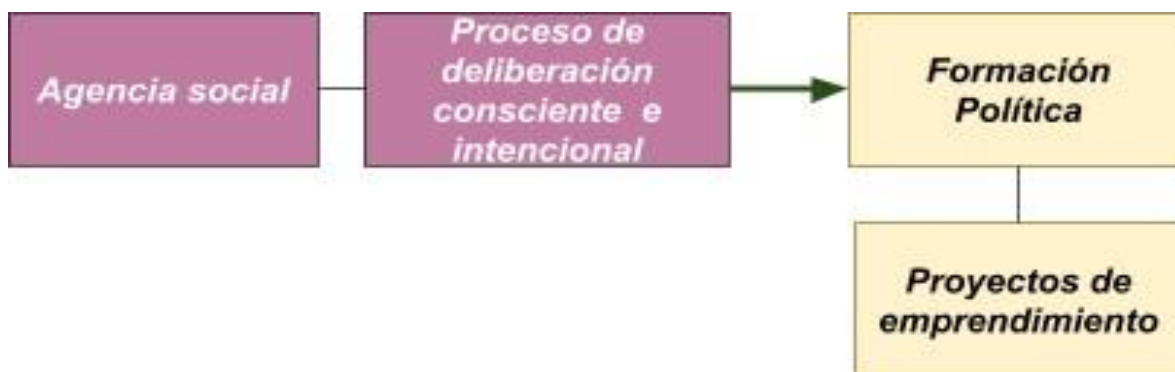 Agencia social
Proceso de
deliberación
consciente e
intencional
Formación
Política
Proyectos de
emprendimiento